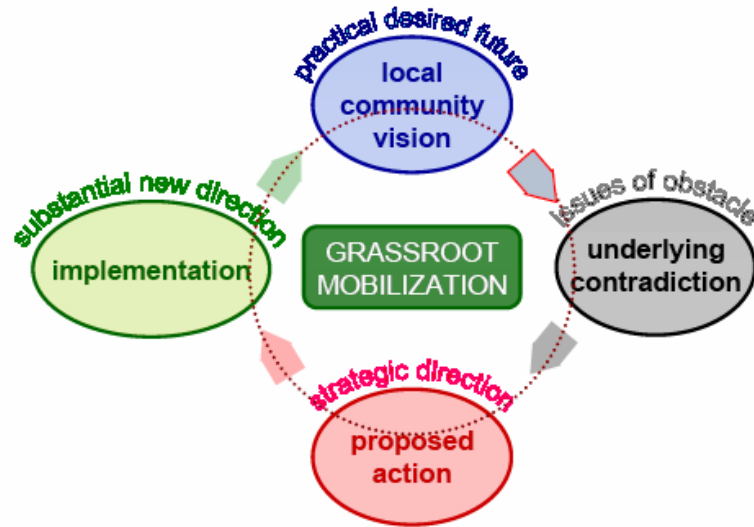 practical desired future
local
community
vision
substantial new direction
implementation
GRASSROOT
MOBILIZATION
issues of obstacle
underlying
contradiction
strategic direction
proposed
action